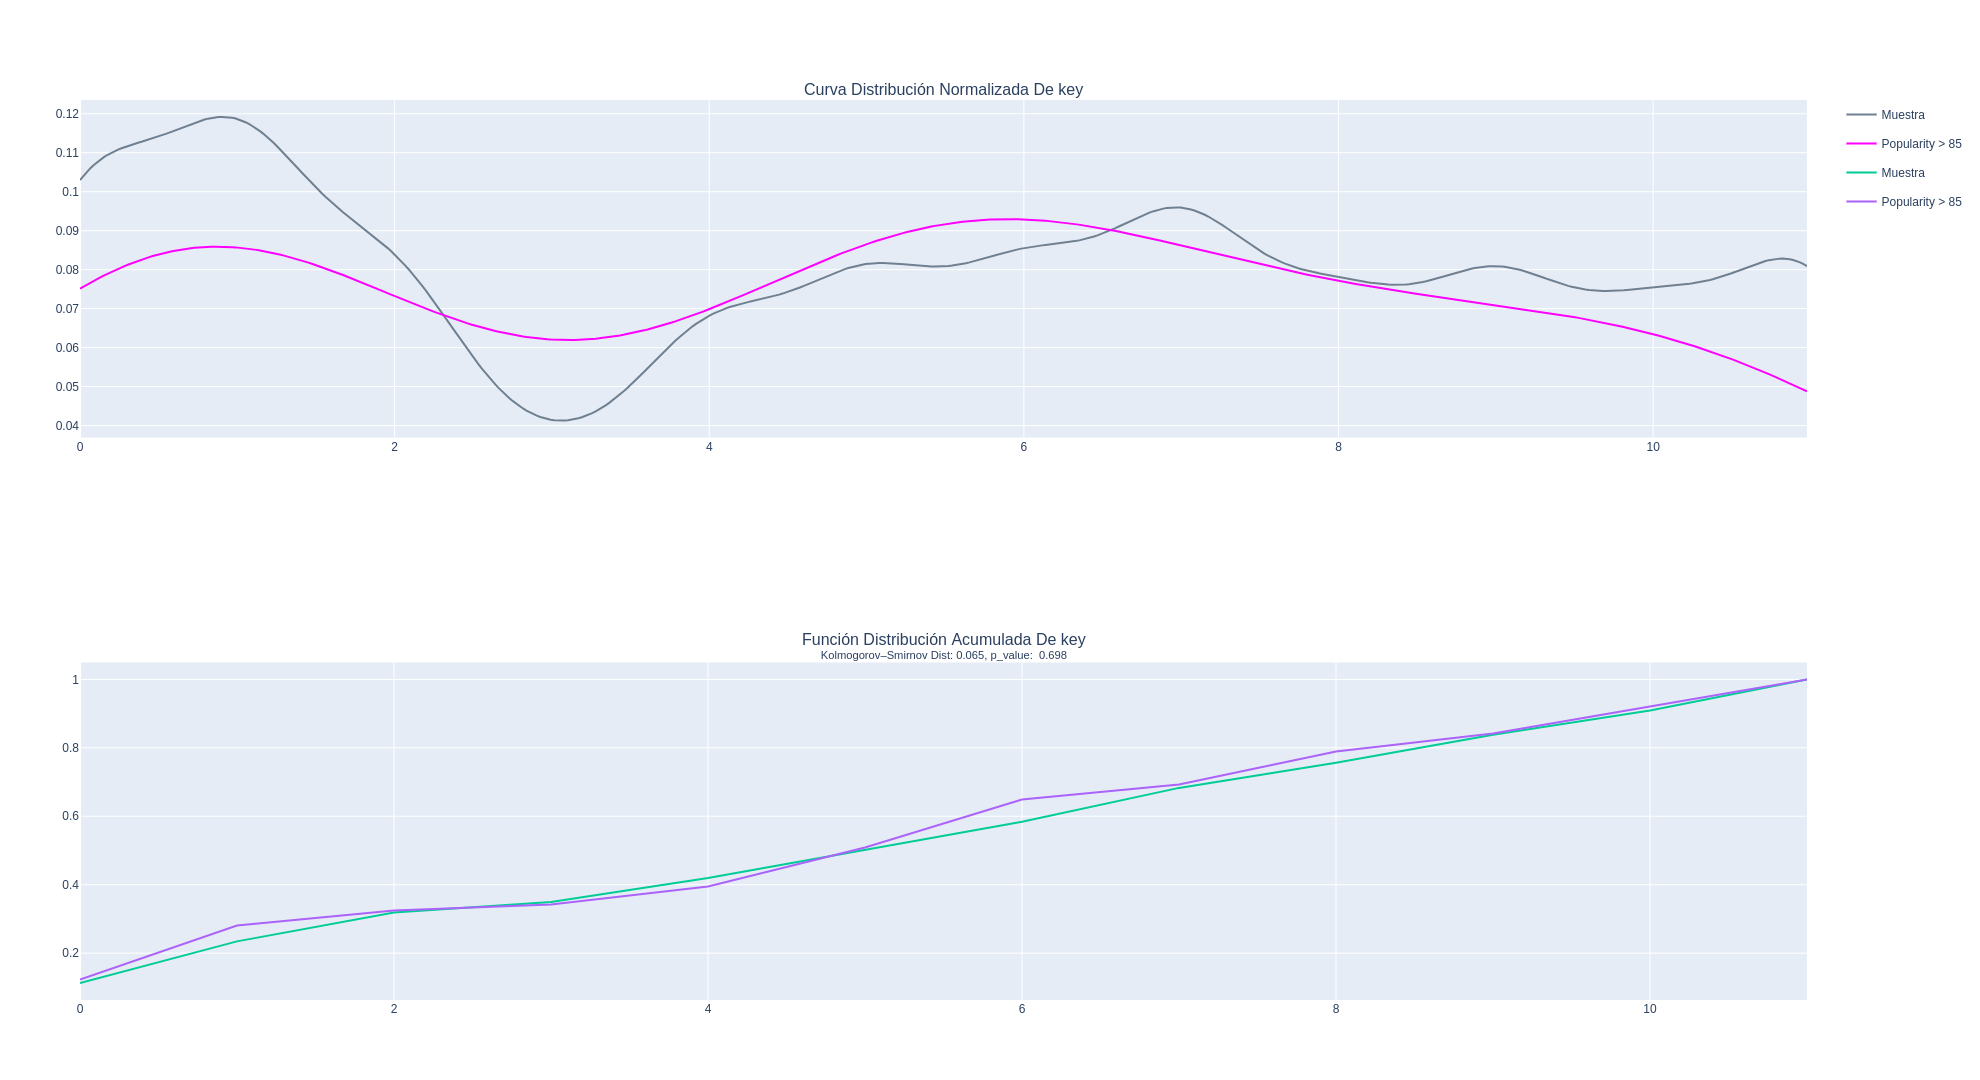 Curva Distribución Normalizada De key
0.12
0.11
0.1
0.09
0.08
0.07
0.06
0.05
0.04
0 2 4 6 8 10
Muestra
Popularity > 85
Muestra
Popularity > 85
Función Distribución Acumulada De key
Kolmogorov–Smirnov Dist: 0.065, p_value: 0.698
1
0.8
0.6
0.4
0.2
0 2 4 6 8 10